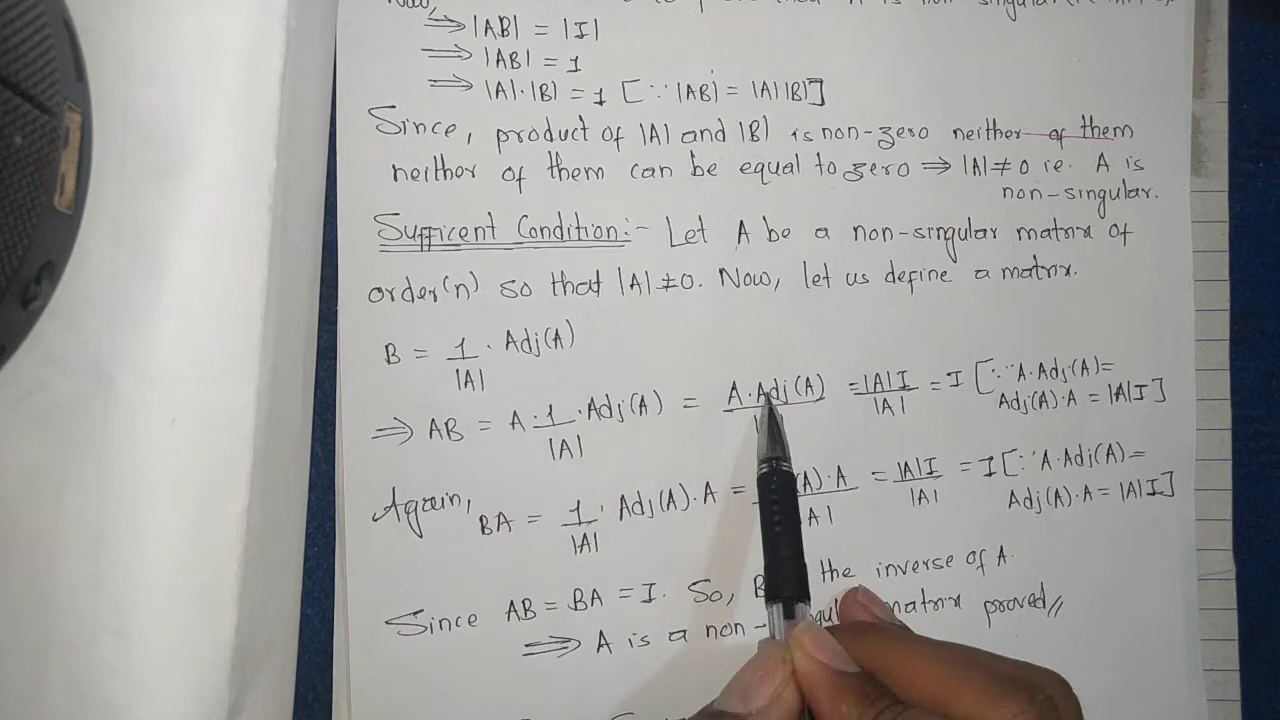 Now,
⇒ |AB| = |I|
⇒ |AB| = 1
⇒ |A|·|B| = 1 [∵ |AB| = |A| |B|]
Since, product of |A| and |B| is non-zero neither of them
neither of them can be equal to zero ⇒ |A| ≠ 0 ie. A is
non-singular.
Sufficent Condition:- Let A be a non-singular matrix of
order(n) so that |A| ≠ 0. Now, let us define a matrix.
B = 1/|A| · Adj(A)
⇒ AB = A · 1/|A| · Adj(A) = A·Adj(A)/| = |A|I/|A| = I [∵ A·Adj(A) =
Adj(A)·A = |A|I]
Again, BA = 1/|A| · Adj(A)·A = (A)·A/|A| = |A|I/|A| = I [∵ A·Adj(A) =
Adj(A)·A = |A|I]
Since AB = BA = I. So, B the inverse of A.
⇒ A is a non- matrix proved //